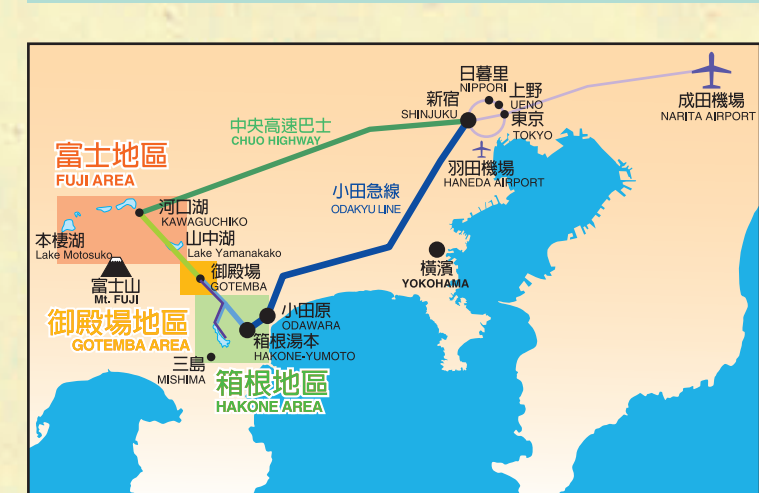 日暮里
NIPPORI
上野
UENO
新宿
SHINJUKU
東京
TOKYO
成田機場
NARITA AIRPORT
中央高速巴士
CHUO HIGHWAY
羽田機場
HANEDA AIRPORT
富士地區
FUJI AREA
小田急線
ODAKYU LINE
河口湖
KAWAGUCHIKO
本棲湖
Lake Motosuko
山中湖
Lake Yamanakako
富士山
Mt. FUJI
御殿場
GOTEMBA
橫濱
YOKOHAMA
御殿場地區
GOTEMBA AREA
小田原
ODAWARA
箱根湯本
HAKONE-YUMOTO
三島
MISHIMA
箱根地區
HAKONE AREA